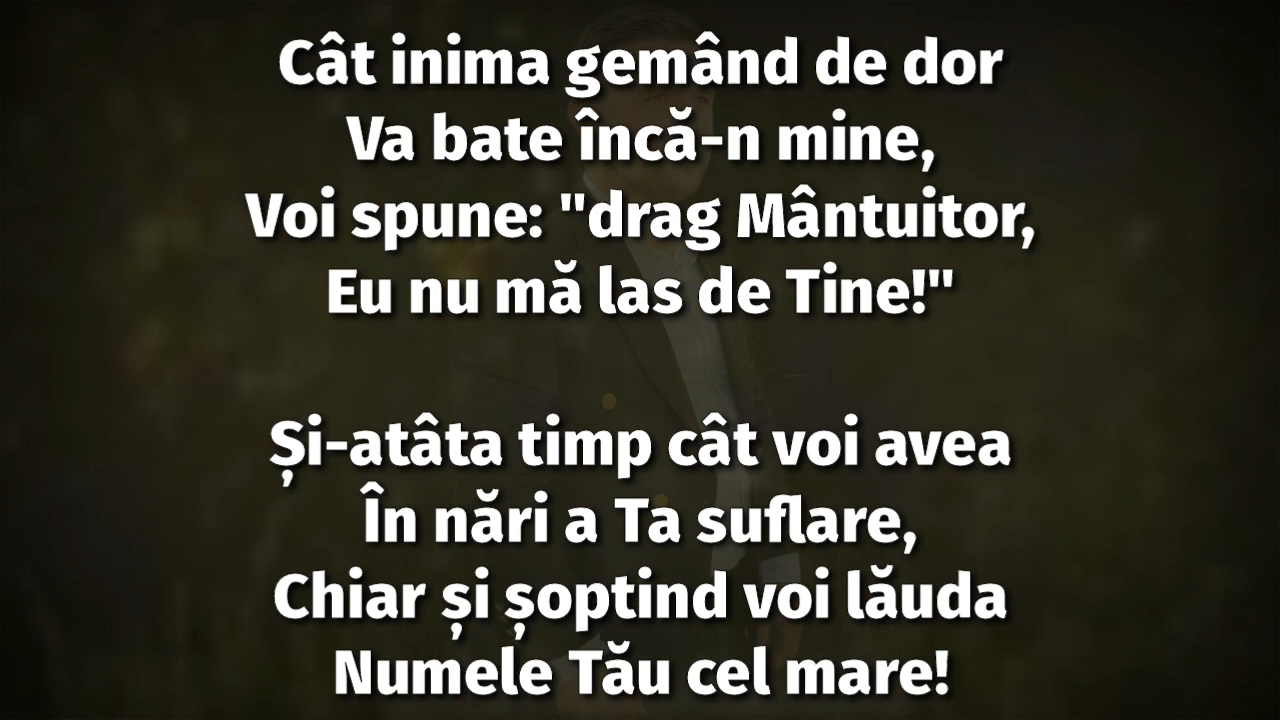 Cât inima gemând de dor
Va bate încă-n mine,
Voi spune: "drag Mântuitor,
Eu nu mă las de Tine!"
Și-atâta timp cât voi avea
În nări a Ta suflare,
Chiar și șoptind voi lăuda
Numele Tău cel mare!